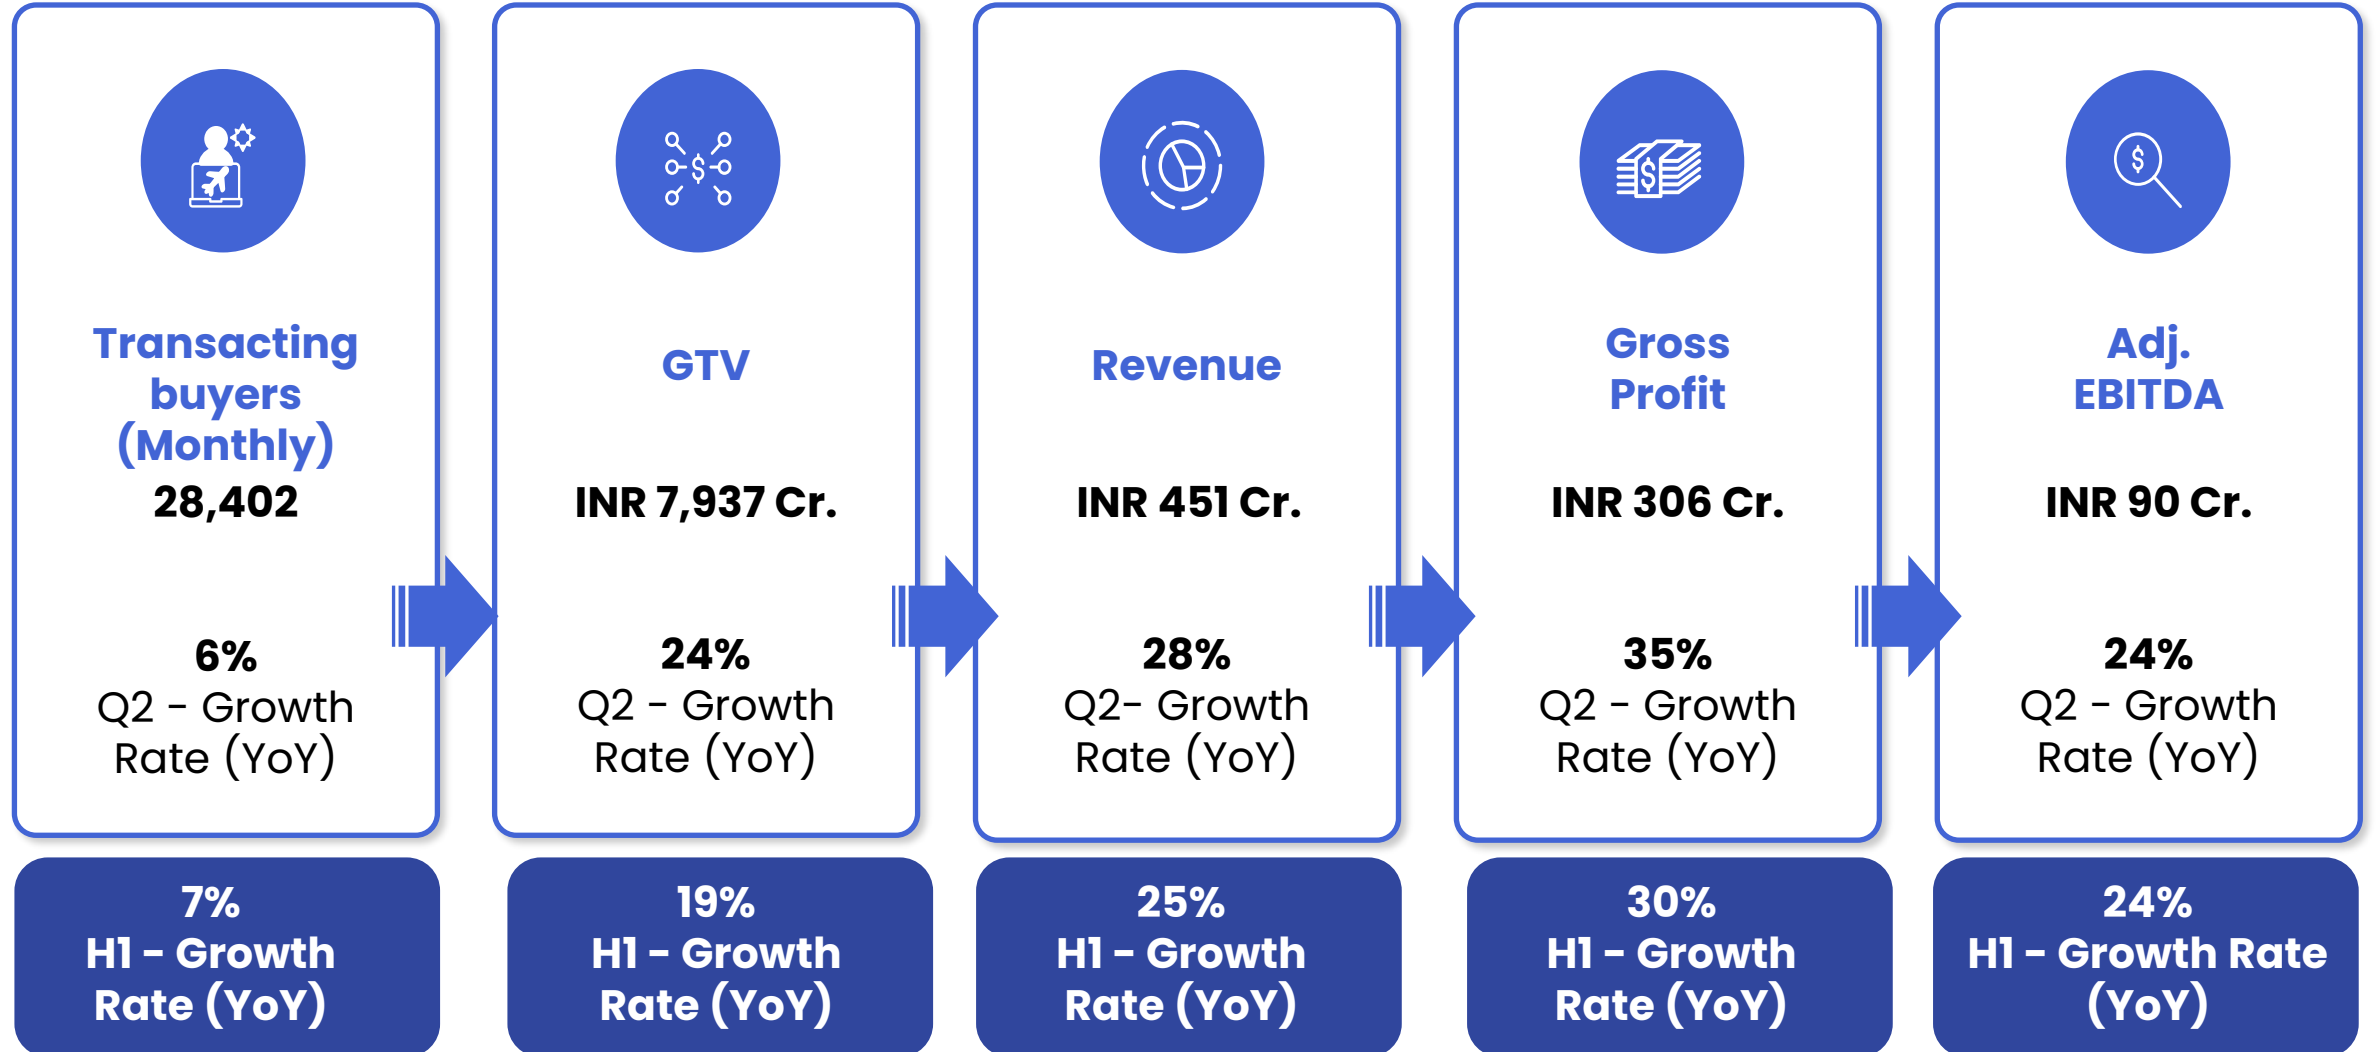 Transacting
buyers
(Monthly)
28,402
6%
Q2 - Growth
Rate (YoY)
GTV
INR 7,937 Cr.
24%
Q2 - Growth
Rate (YoY)
Revenue
INR 451 Cr.
28%
Q2- Growth
Rate (YoY)
Gross
Profit
INR 306 Cr.
35%
Q2 - Growth
Rate (YoY)
Adj.
EBITDA
INR 90 Cr.
24%
Q2 - Growth
Rate (YoY)
7%
H1 - Growth
Rate (YoY)
19%
H1 - Growth
Rate (YoY)
25%
H1 - Growth
Rate (YoY)
30%
H1 - Growth
Rate (YoY)
24%
H1 - Growth Rate
(YoY)